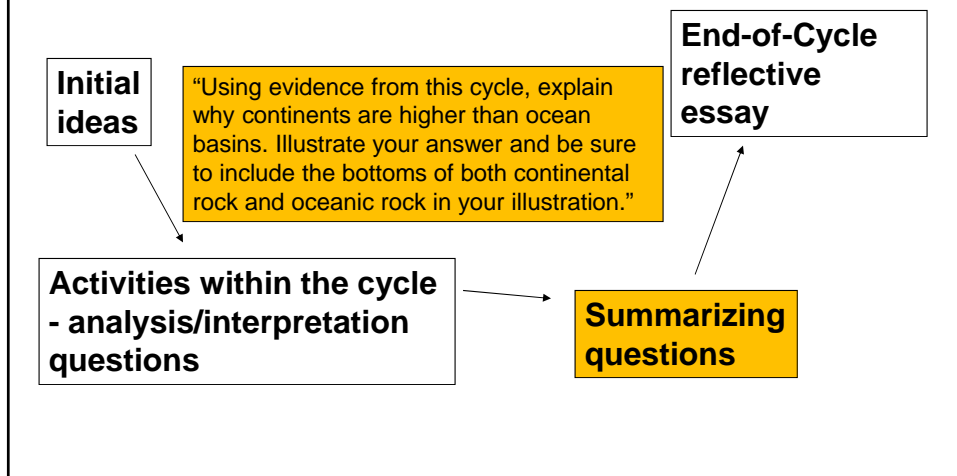 Initial
ideas
“Using evidence from this cycle, explain
why continents are higher than ocean
basins. Illustrate your answer and be sure
to include the bottoms of both continental
rock and oceanic rock in your illustration.”
End-of-Cycle
reflective
essay
Activities within the cycle
- analysis/interpretation
questions
Summarizing
questions